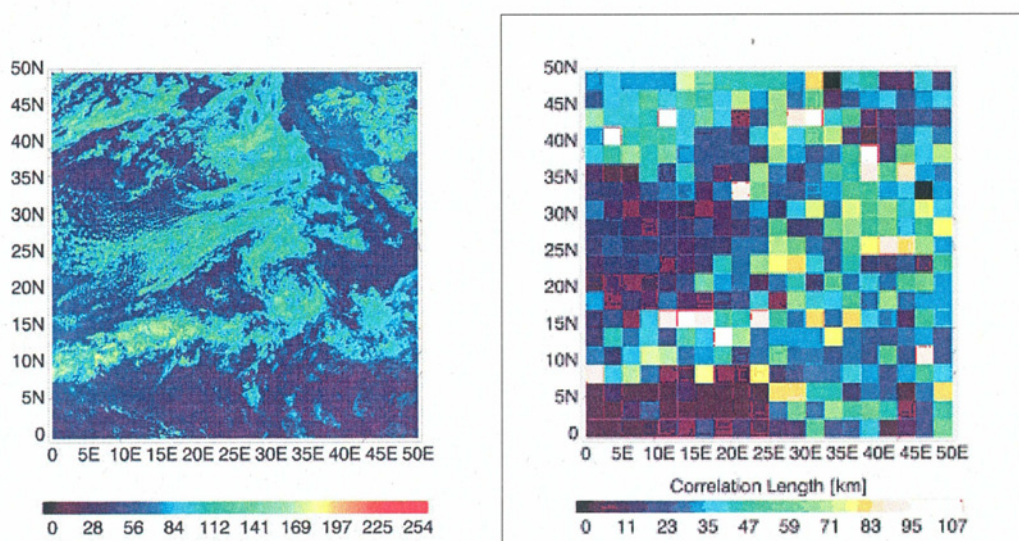 50N
45N
40N
35N
30N
25N
20N
15N
10N
5N
0
0 5E 10E 15E 20E 25E 30E 35E 40E 45E 50E
0 28 56 84 112 141 169 197 225 254
50N
45N
40N
35N
30N
25N
20N
15N
10N
5N
0
0 5E 10E 15E 20E 25E 30E 35E 40E 45E 50E
Correlation Length [km]
0 11 23 35 47 59 71 83 95 107